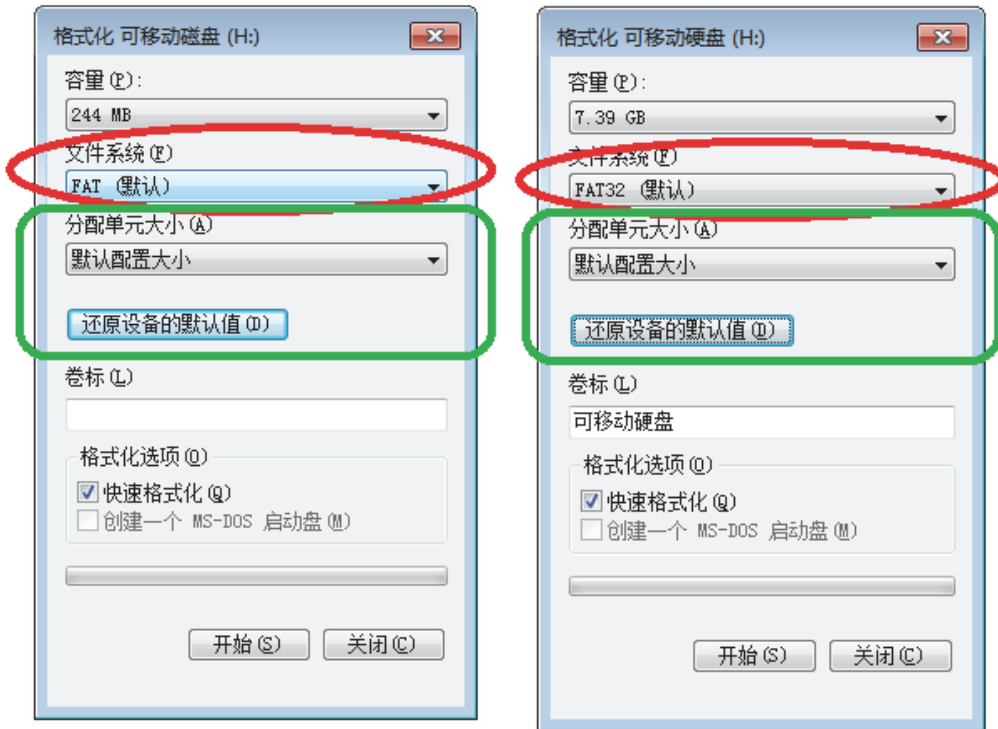 格式化 可移动磁盘 (H:)
容量(P):
244 MB
文件系统(F)
FAT (默认)
分配单元大小(A)
默认配置大小
还原设备的默认值(D)
卷标(L)
格式化选项(O)
快速格式化(Q)
创建一个 MS-DOS 启动盘(M)
开始(S)
关闭(C)
格式化 可移动硬盘 (H:)
容量(P):
7.39 GB
文件系统(F)
FAT32 (默认)
分配单元大小(A)
默认配置大小
还原设备的默认值(D)
卷标(L)
可移动硬盘
格式化选项(O)
快速格式化(Q)
创建一个 MS-DOS 启动盘(M)
开始(S)
关闭(C)